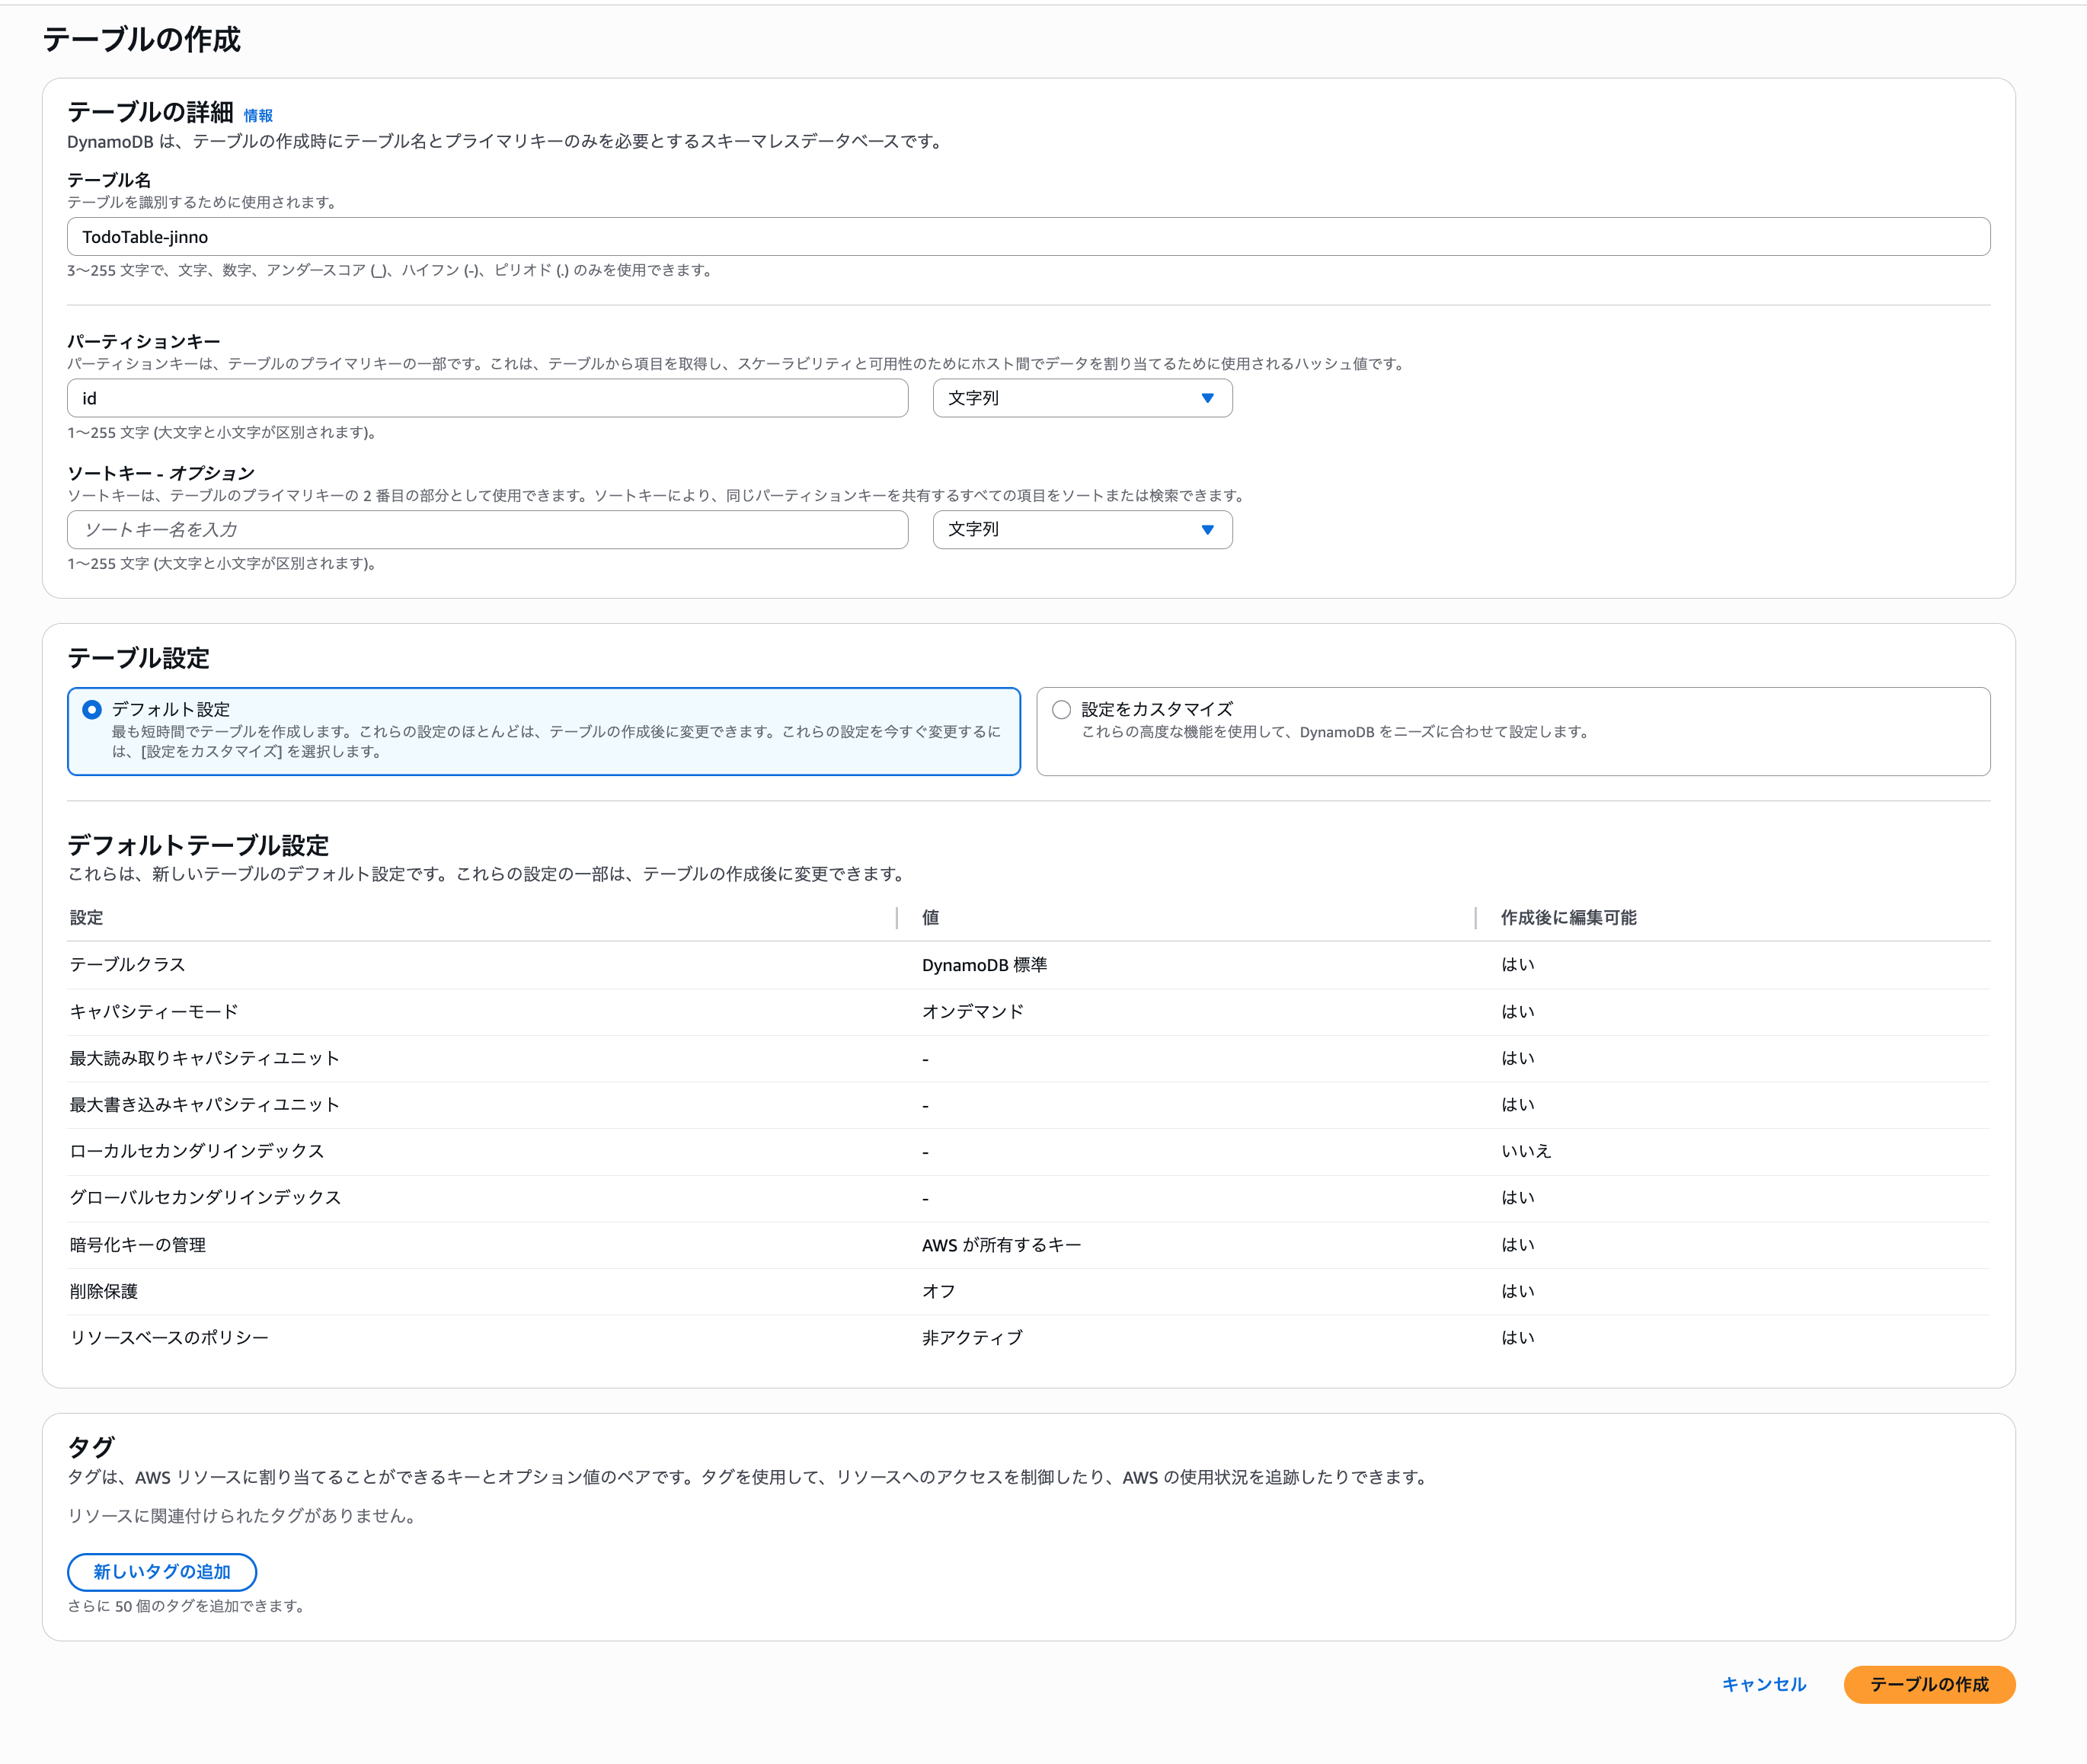 テーブルの作成
テーブルの詳細 情報
DynamoDB は、テーブルの作成時にテーブル名とプライマリキーのみを必要とするスキーマレスデータベースです。
テーブル名
テーブルを識別するために使用されます。
TodoTable-jinno
3～255 文字で、文字、数字、アンダースコア (_)、ハイフン (-)、ピリオド (.) のみを使用できます。
パーティションキー
パーティションキーは、テーブルのプライマリキーの一部です。これは、テーブルから項目を取得し、スケーラビリティと可用性のためにホスト間でデータを割り当てるために使用されるハッシュ値です。
id 文字列
1～255 文字 (大文字と小文字が区別されます)。
ソートキー - オプション
ソートキーは、テーブルのプライマリキーの 2 番目の部分として使用できます。ソートキーにより、同じパーティションキーを共有するすべての項目をソートまたは検索できます。
ソートキー名を入力 文字列
1～255 文字 (大文字と小文字が区別されます)。
テーブル設定
デフォルト設定
最も短時間でテーブルを作成します。これらの設定のほとんどは、テーブルの作成後に変更できます。これらの設定を今すぐ変更するに
は、[設定をカスタマイズ] を選択します。
設定をカスタマイズ
これらの高度な機能を使用して、DynamoDB をニーズに合わせて設定します。
デフォルトテーブル設定
これらは、新しいテーブルのデフォルト設定です。これらの設定の一部は、テーブルの作成後に変更できます。
設定 値 作成後に編集可能
テーブルクラス DynamoDB 標準 はい
キャパシティーモード オンデマンド はい
最大読み取りキャパシティユニット - はい
最大書き込みキャパシティユニット - はい
ローカルセカンダリインデックス - いいえ
グローバルセカンダリインデックス - はい
暗号化キーの管理 AWS が所有するキー はい
削除保護 オフ はい
リソースベースのポリシー 非アクティブ はい
タグ
タグは、AWS リソースに割り当てることができるキーとオプション値のペアです。タグを使用して、リソースへのアクセスを制御したり、AWS の使用状況を追跡したりできます。
リソースに関連付けられたタグがありません。
新しいタグの追加
さらに 50 個のタグを追加できます。
キャンセル テーブルの作成